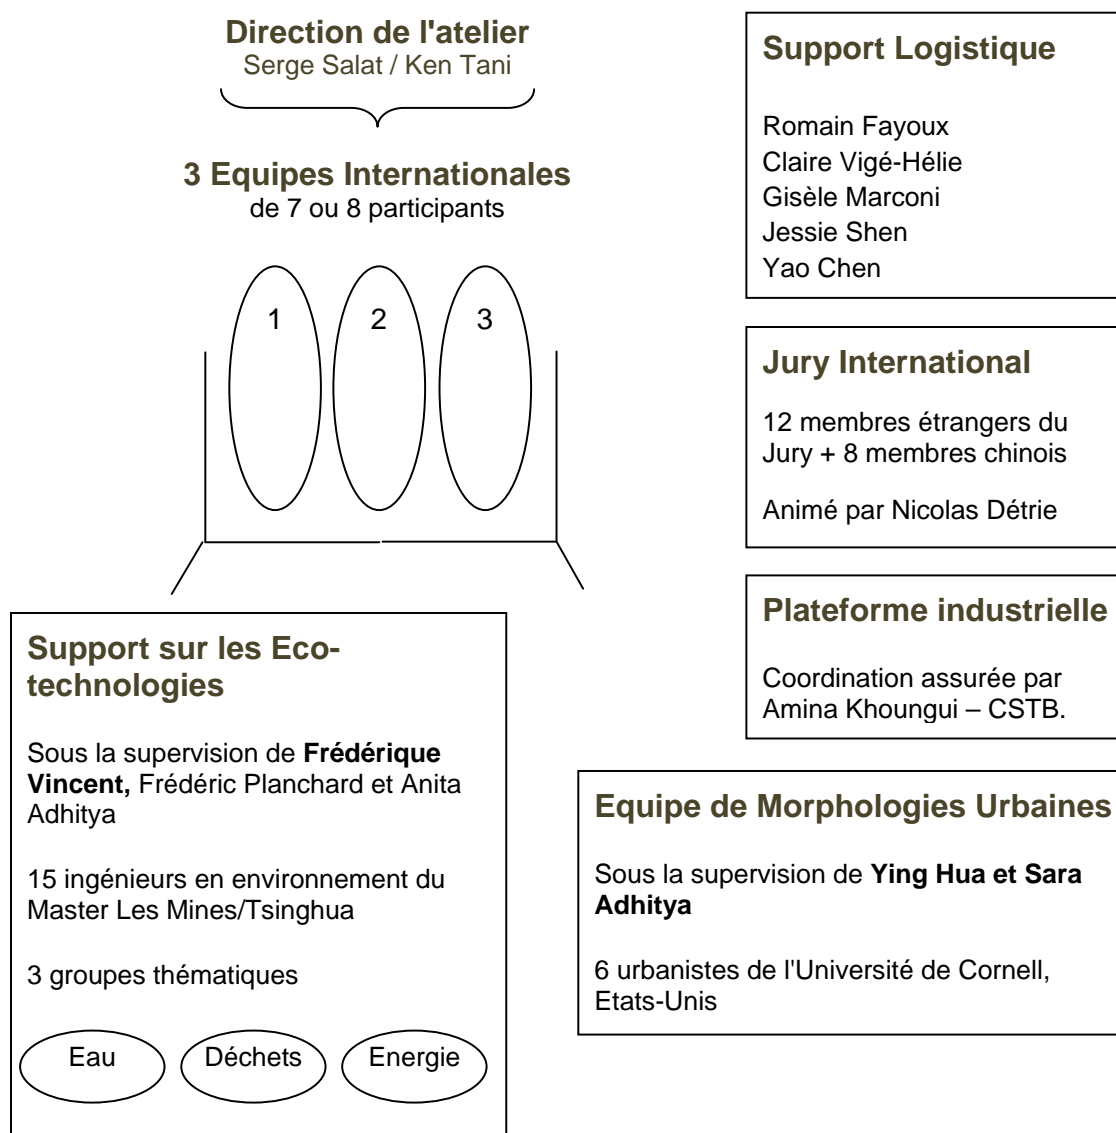 Direction de l'atelier
Serge Salat / Ken Tani
3 Equipes Internationales
de 7 ou 8 participants
1
2
3
Support sur les Eco-
technologies
Sous la supervision de Frédérique
Vincent, Frédéric Planchard et Anita
Adhitya
15 ingénieurs en environnement du
Master Les Mines/Tsinghua
3 groupes thématiques
Eau
Déchets
Energie
Support Logistique
Romain Fayoux
Claire Vigé-Hélie
Gisèle Marconi
Jessie Shen
Yao Chen
Jury International
12 membres étrangers du
Jury + 8 membres chinois
Animé par Nicolas Détrie
Plateforme industrielle
Coordination assurée par
Amina Khoungui – CSTB.
Equipe de Morphologies Urbaines
Sous la supervision de Ying Hua et Sara
Adhitya
6 urbanistes de l'Université de Cornell,
Etats-Unis